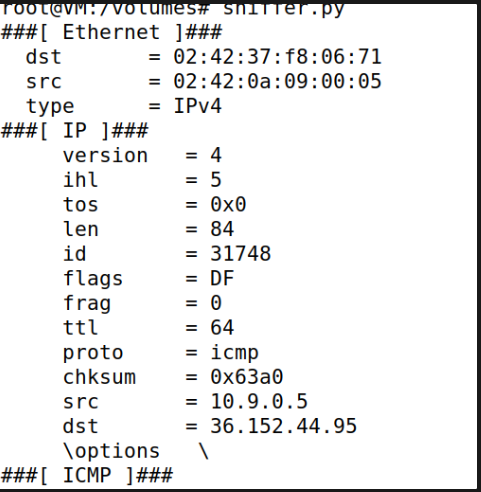 root@VM:/volumes# sniffer.py
###[ Ethernet ]###
  dst       = 02:42:37:f8:06:71
  src       = 02:42:0a:09:00:05
  type      = IPv4
###[ IP ]###
     version   = 4
     ihl       = 5
     tos       = 0x0
     len       = 84
     id        = 31748
     flags     = DF
     frag      = 0
     ttl       = 64
     proto     = icmp
     chksum    = 0x63a0
     src       = 10.9.0.5
     dst       = 36.152.44.95
     \options   \
###[ ICMP ]###